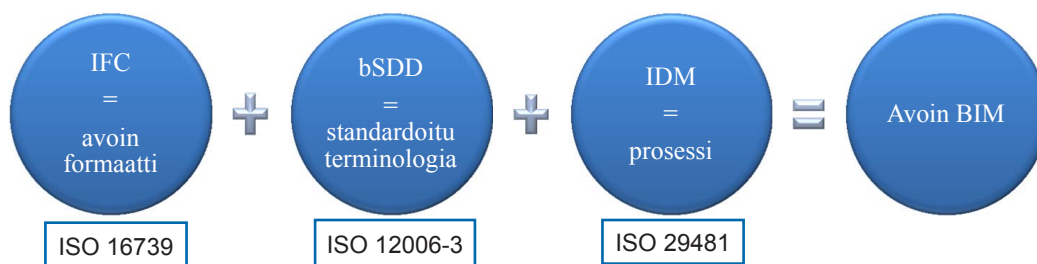 IFC
=
avoin
formaatti
+
bSDD
=
standardoitu
terminologia
+
IDM
=
prosessi
=
Avoin BIM
ISO 16739
ISO 12006-3
ISO 29481